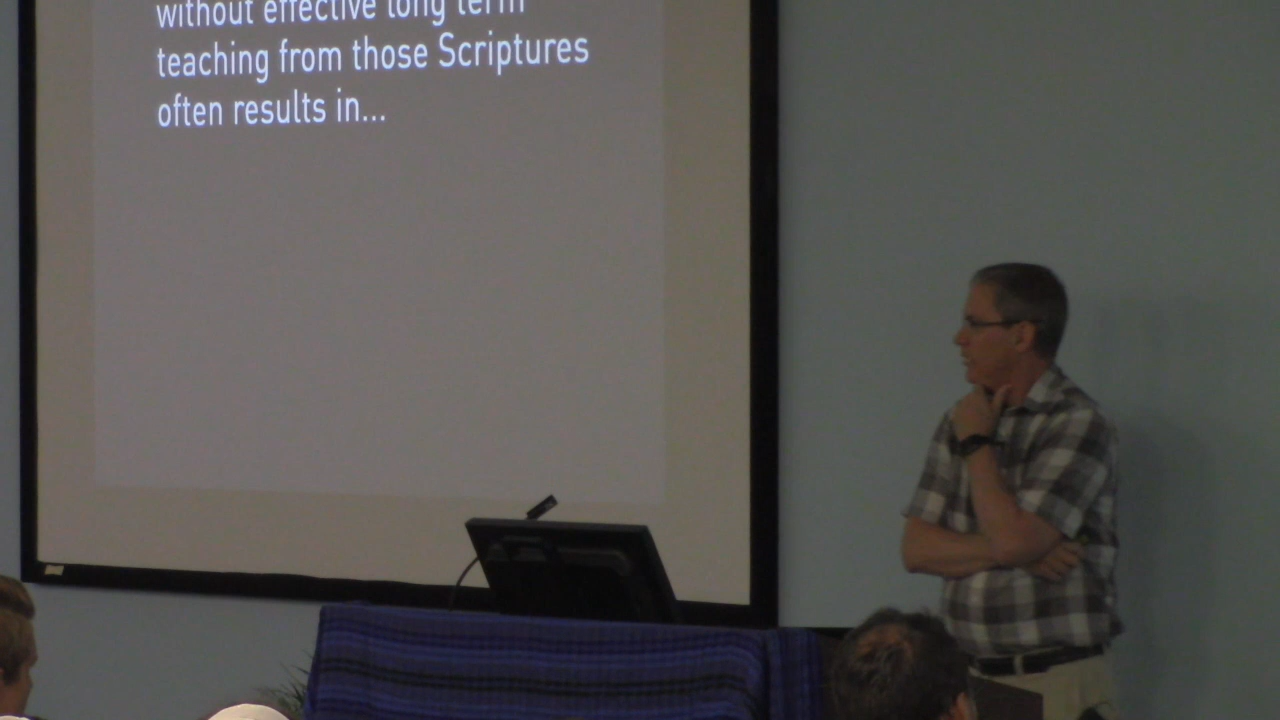 without effective long term
teaching from those Scriptures
often results in...